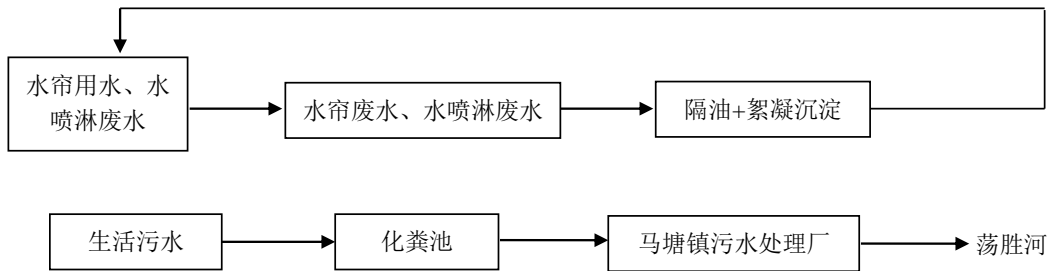 水帘用水、水
喷淋废水
水帘废水、水喷淋废水
隔油+絮凝沉淀
生活污水
化粪池
马塘镇污水处理厂
荡胜河